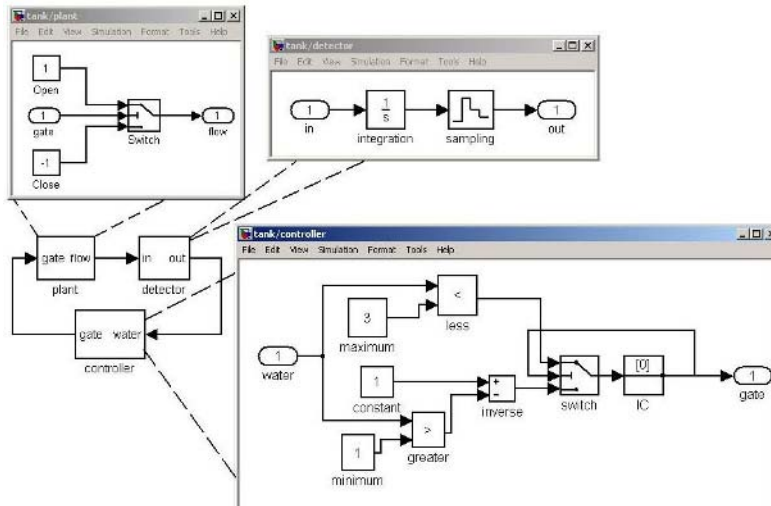 tank/plant
File Edit View Simulation Format Tools Help
1
Open
1
gate
-1
Close
Switch
1
flow
tank/detector
File Edit View Simulation Format Tools Help
1
in
1
s
integration
sampling
1
out
gate flow
plant
in out
detector
gate water
controller
tank/controller
File Edit View Simulation Format Tools Help
1
water
3
maximum
<
less
1
constant
+
−
inverse
1
minimum
>
greater
switch
[0]
IC
1
gate